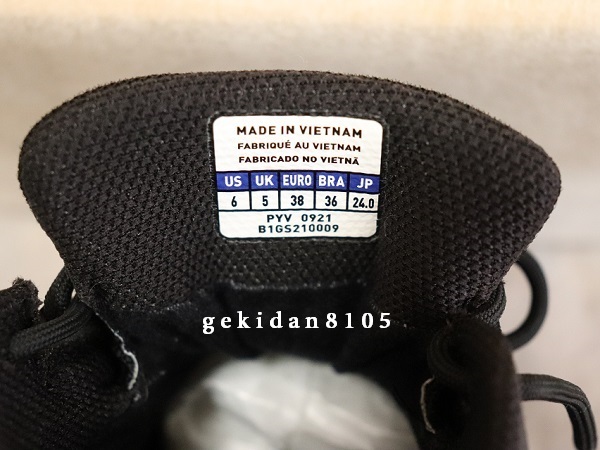 MADE IN VIETNAM
FABRIQUÉ AU VIETNAM
FABRICADO NO VIETNÃ
US UK EURO BRA JP
6 5 38 36 24.0
PYV 0921
B1GS210009
gekidan8105